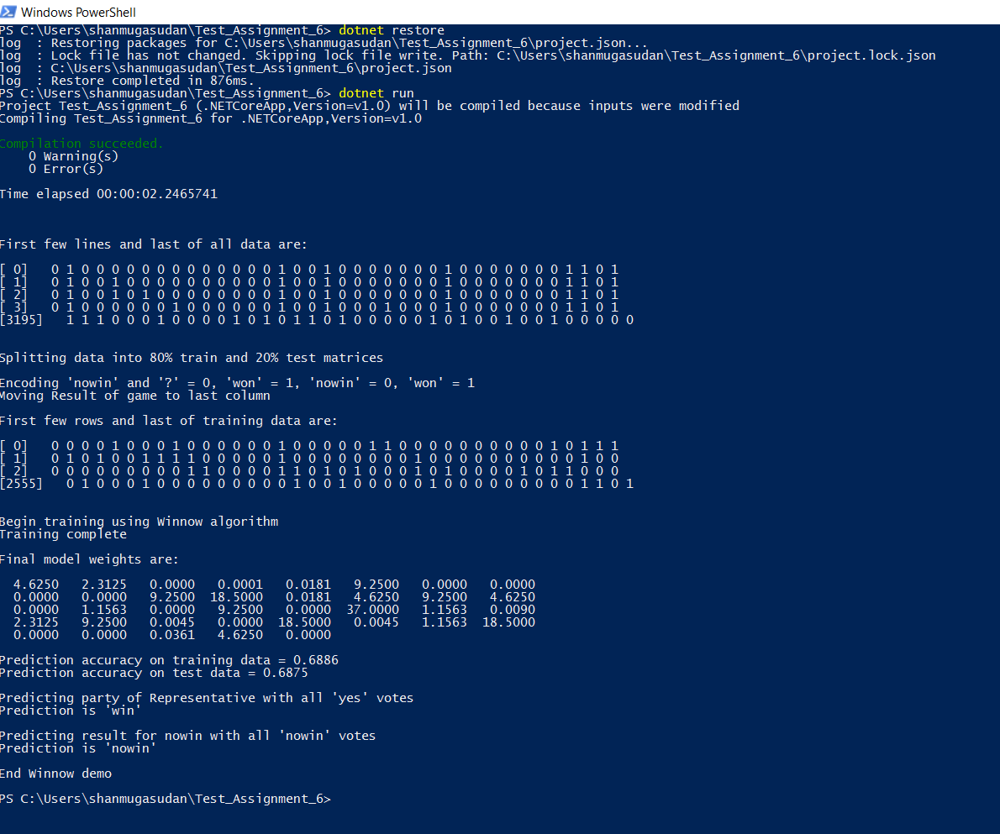 Windows PowerShell
PS C:\Users\shanmugasudan\Test_Assignment_6> dotnet restore
log  : Restoring packages for C:\Users\shanmugasudan\Test_Assignment_6\project.json...
log  : Lock file has not changed. Skipping lock file write. Path: C:\Users\shanmugasudan\Test_Assignment_6\project.lock.json
log  : C:\Users\shanmugasudan\Test_Assignment_6\project.json
log  : Restore completed in 876ms.
PS C:\Users\shanmugasudan\Test_Assignment_6> dotnet run
Project Test_Assignment_6 (.NETCoreApp,Version=v1.0) will be compiled because inputs were modified
Compiling Test_Assignment_6 for .NETCoreApp,Version=v1.0
Compilation succeeded.
0 Warning(s)
0 Error(s)
Time elapsed 00:00:02.2465741
First few lines and last of all data are:
[ 0]   0 1 0 0 0 0 0 0 0 0 0 0 0 0 0 1 0 0 1 0 0 0 0 0 0 0 1 0 0 0 0 0 0 0 1 1 0 1
[ 1]   0 1 0 0 1 0 0 0 0 0 0 0 0 0 0 1 0 0 1 0 0 0 0 0 0 0 1 0 0 0 0 0 0 0 1 1 0 1
[ 2]   0 1 0 0 1 0 1 0 0 0 0 0 0 0 0 1 0 0 1 0 0 0 0 0 0 0 1 0 0 0 0 0 0 0 1 1 0 1
[ 3]   0 1 0 0 0 0 0 0 1 0 0 0 0 0 0 1 0 0 1 0 0 0 1 0 0 0 1 0 0 0 0 0 0 0 1 1 0 1
[3195]   1 1 1 0 0 0 1 0 0 0 0 1 0 1 0 1 1 0 1 0 0 0 0 0 1 0 1 0 0 1 0 0 1 0 0 0 0 0
Splitting data into 80% train and 20% test matrices
Encoding 'nowin' and '?' = 0, 'won' = 1, 'nowin' = 0, 'won' = 1
Moving Result of game to last column
First few rows and last of training data are:
[ 0]   0 0 0 0 1 0 0 0 1 0 0 0 0 0 0 1 0 0 0 0 0 1 1 0 0 0 0 0 0 0 0 0 0 1 0 1 1 1
[ 1]   0 1 0 1 0 0 1 1 1 1 0 0 0 0 0 1 0 0 0 0 0 0 0 0 1 0 0 0 0 0 0 0 0 0 0 1 0 0
[ 2]   0 0 0 0 0 0 0 0 0 1 1 0 0 0 0 1 1 0 1 0 1 0 0 0 1 0 1 0 0 0 0 1 0 1 1 0 0 0
[2555]   0 1 0 0 0 1 0 0 0 0 0 0 0 0 0 1 0 0 1 0 0 0 0 0 1 0 0 0 0 0 0 0 0 0 1 1 0 1
Begin training using Winnow algorithm
Training complete
Final model weights are:
4.6250   2.3125   0.0000   0.0001   0.0181   9.2500   0.0000   0.0000
0.0000   0.0000   9.2500  18.5000   0.0181   4.6250   9.2500   4.6250
0.0000   1.1563   0.0000   9.2500   0.0000  37.0000   1.1563   0.0090
2.3125   9.2500   0.0045   0.0000  18.5000   0.0045   1.1563  18.5000
0.0000   0.0000   0.0361   4.6250   0.0000
Prediction accuracy on training data = 0.6886
Prediction accuracy on test data = 0.6875
Predicting party of Representative with all 'yes' votes
Prediction is 'win'
Predicting result for nowin with all 'nowin' votes
Prediction is 'nowin'
End Winnow demo
PS C:\Users\shanmugasudan\Test_Assignment_6>